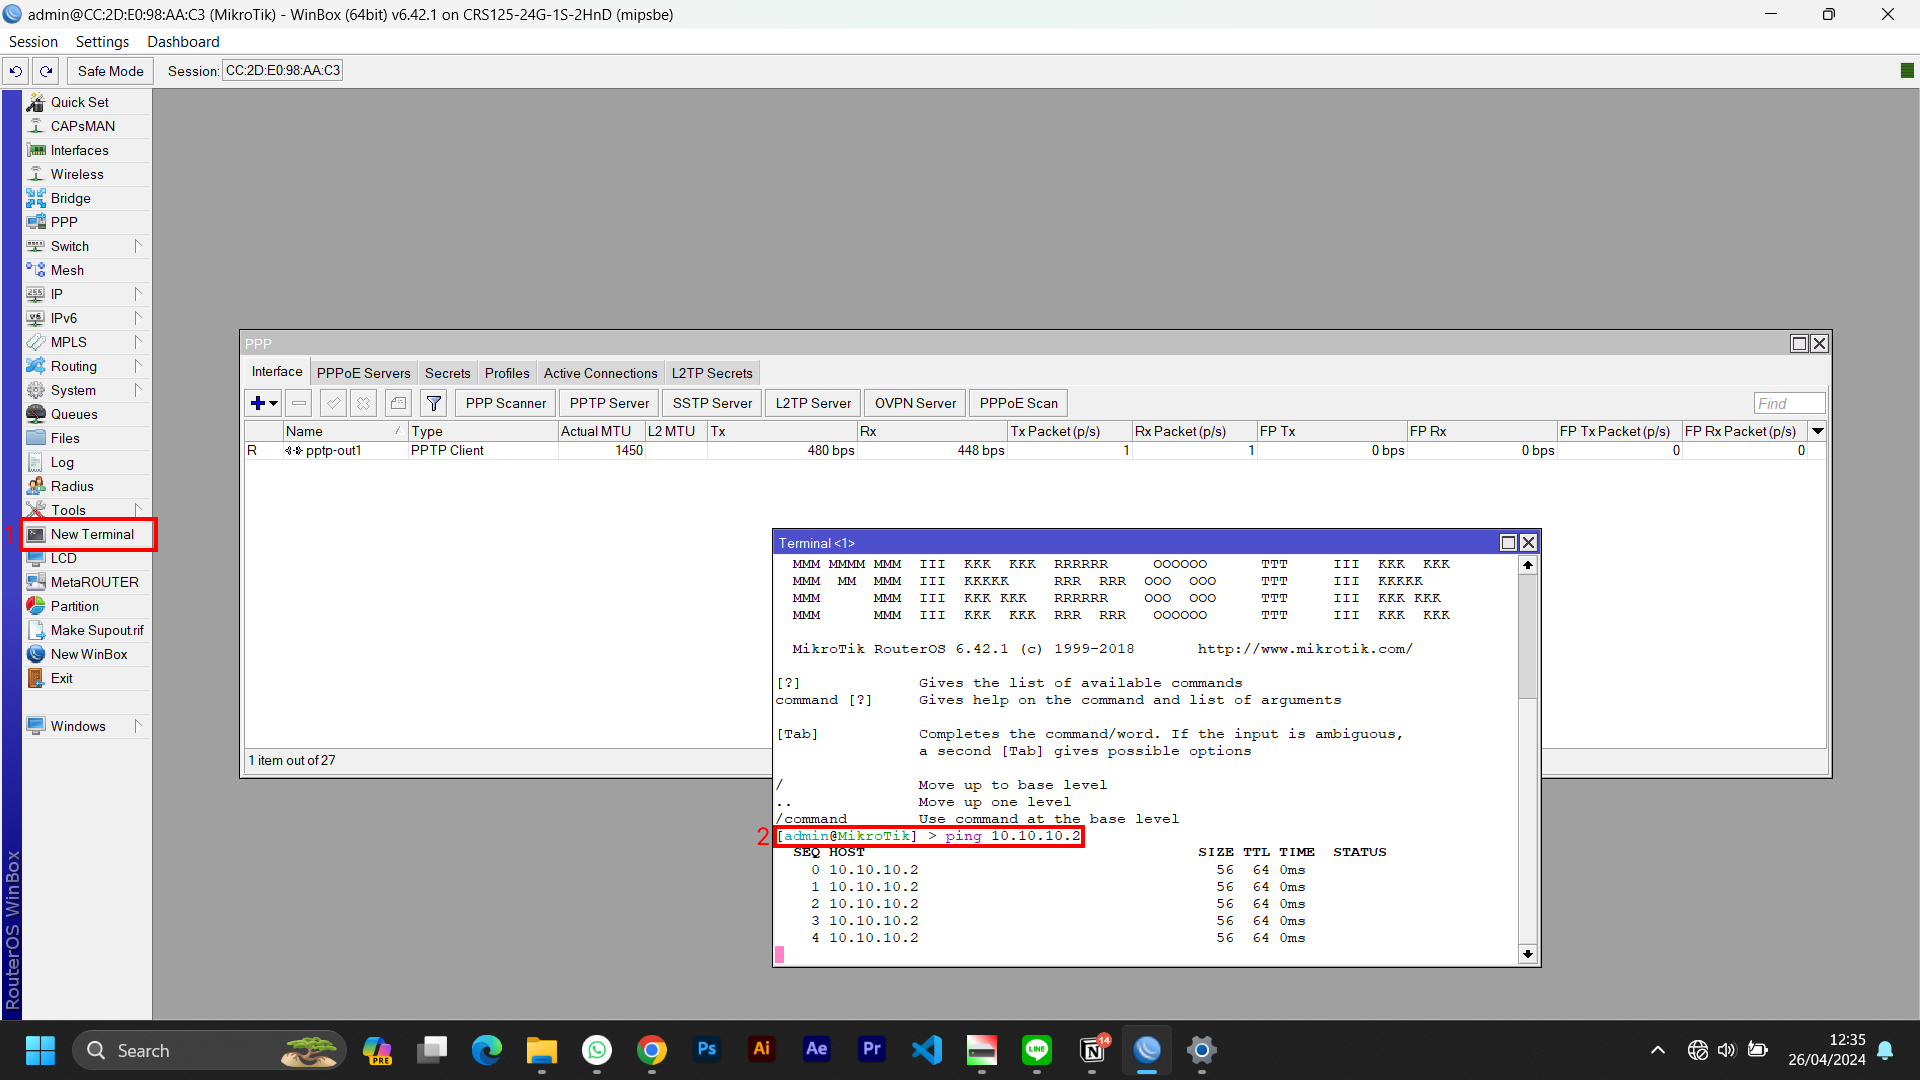 admin@CC:2D:E0:98:AA:C3 (MikroTik) - WinBox (64bit) v6.42.1 on CRS125-24G-1S-2HnD (mipsbe)
Session Settings Dashboard
Safe Mode Session: CC:2D:E0:98:AA:C3
Quick Set
CAPsMAN
Interfaces
Wireless
Bridge
PPP
Switch
Mesh
IP
IPv6
MPLS
Routing
System
Queues
Files
Log
Radius
Tools
1 New Terminal
LCD
MetaROUTER
Partition
Make Supout.rif
New WinBox
Exit
Windows
RouterOS WinBox
PPP
Interface PPPoE Servers Secrets Profiles Active Connections L2TP Secrets
PPP Scanner PPTP Server SSTP Server L2TP Server OVPN Server PPPoE Scan Find
Name / Type Actual MTU L2 MTU Tx Rx Tx Packet (p/s) Rx Packet (p/s) FP Tx FP Rx FP Tx Packet (p/s) FP Rx Packet (p/s)
R pptp-out1 PPTP Client 1450 480 bps 448 bps 1 1 0 bps 0 bps 0 0
1 item out of 27
Terminal <1>
MMM MMMM MMM III KKK KKK RRRRRR OOOOOO TTT III KKK KKK
MMM MM MMM III KKKKK RRR RRR OOO OOO TTT III KKKKK
MMM MMM III KKK KKK RRRRRR OOO OOO TTT III KKK KKK
MMM MMM III KKK KKK RRR RRR OOOOOO TTT III KKK KKK
MikroTik RouterOS 6.42.1 (c) 1999-2018 http://www.mikrotik.com/
[?] Gives the list of available commands
command [?] Gives help on the command and list of arguments
[Tab] Completes the command/word. If the input is ambiguous,
a second [Tab] gives possible options
/ Move up to base level
.. Move up one level
/command Use command at the base level
2 [admin@MikroTik] > ping 10.10.10.2
SEQ HOST SIZE TTL TIME STATUS
0 10.10.10.2 56 64 0ms
1 10.10.10.2 56 64 0ms
2 10.10.10.2 56 64 0ms
3 10.10.10.2 56 64 0ms
4 10.10.10.2 56 64 0ms
Search
PRE
Ps
Ai
Ae
Pr
LINE
14
12:35
26/04/2024